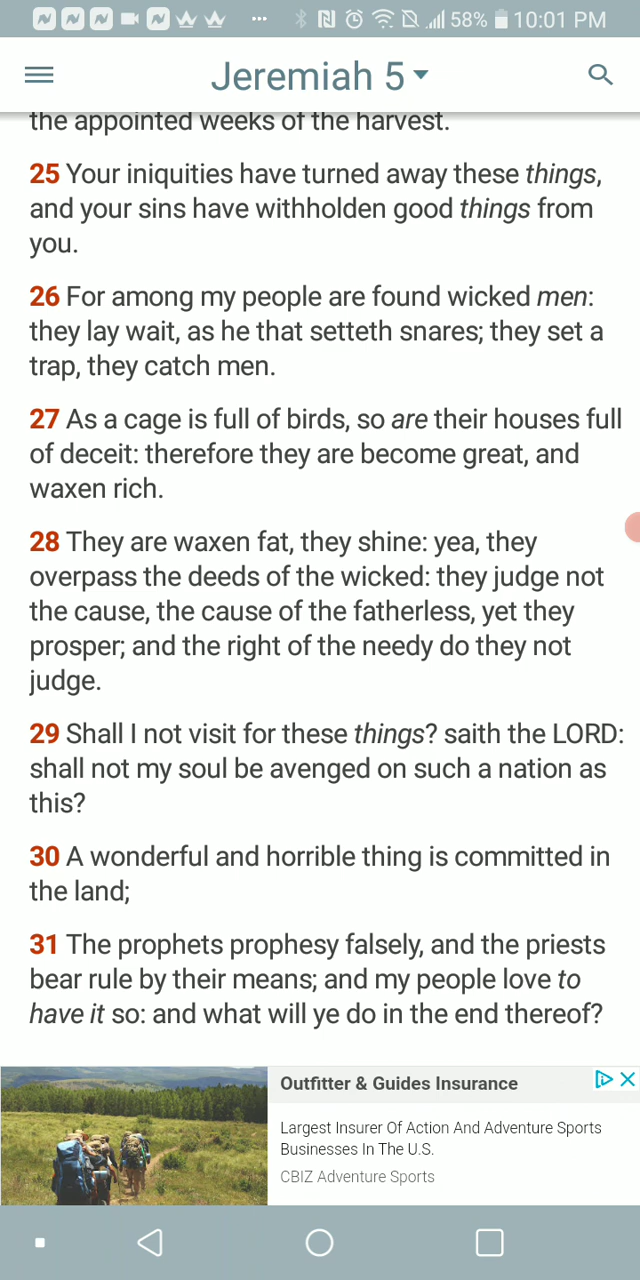 58% 10:01 PM
Jeremiah 5
the appointed weeks of the harvest.
25 Your iniquities have turned away these things,
and your sins have withholden good things from
you.
26 For among my people are found wicked men:
they lay wait, as he that setteth snares; they set a
trap, they catch men.
27 As a cage is full of birds, so are their houses full
of deceit: therefore they are become great, and
waxen rich.
28 They are waxen fat, they shine: yea, they
overpass the deeds of the wicked: they judge not
the cause, the cause of the fatherless, yet they
prosper; and the right of the needy do they not
judge.
29 Shall I not visit for these things? saith the LORD:
shall not my soul be avenged on such a nation as
this?
30 A wonderful and horrible thing is committed in
the land;
31 The prophets prophesy falsely, and the priests
bear rule by their means; and my people love to
have it so: and what will ye do in the end thereof?
Outfitter & Guides Insurance
Largest Insurer Of Action And Adventure Sports
Businesses In The U.S.
CBIZ Adventure Sports